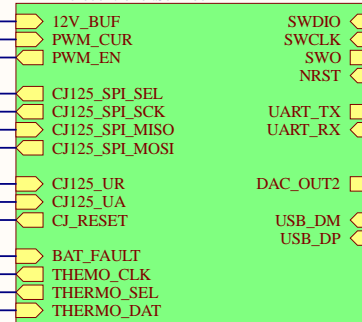 12V_BUF
PWM_CUR
PWM_EN
CJ125_SPI_SEL
CJ125_SPI_SCK
CJ125_SPI_MISO
CJ125_SPI_MOSI
CJ125_UR
CJ125_UA
CJ_RESET
BAT_FAULT
THEMO_CLK
THERMO_SEL
THERMO_DAT
SWDIO
SWCLK
SWO
NRST
UART_TX
UART_RX
DAC_OUT2
USB_DM
USB_DP